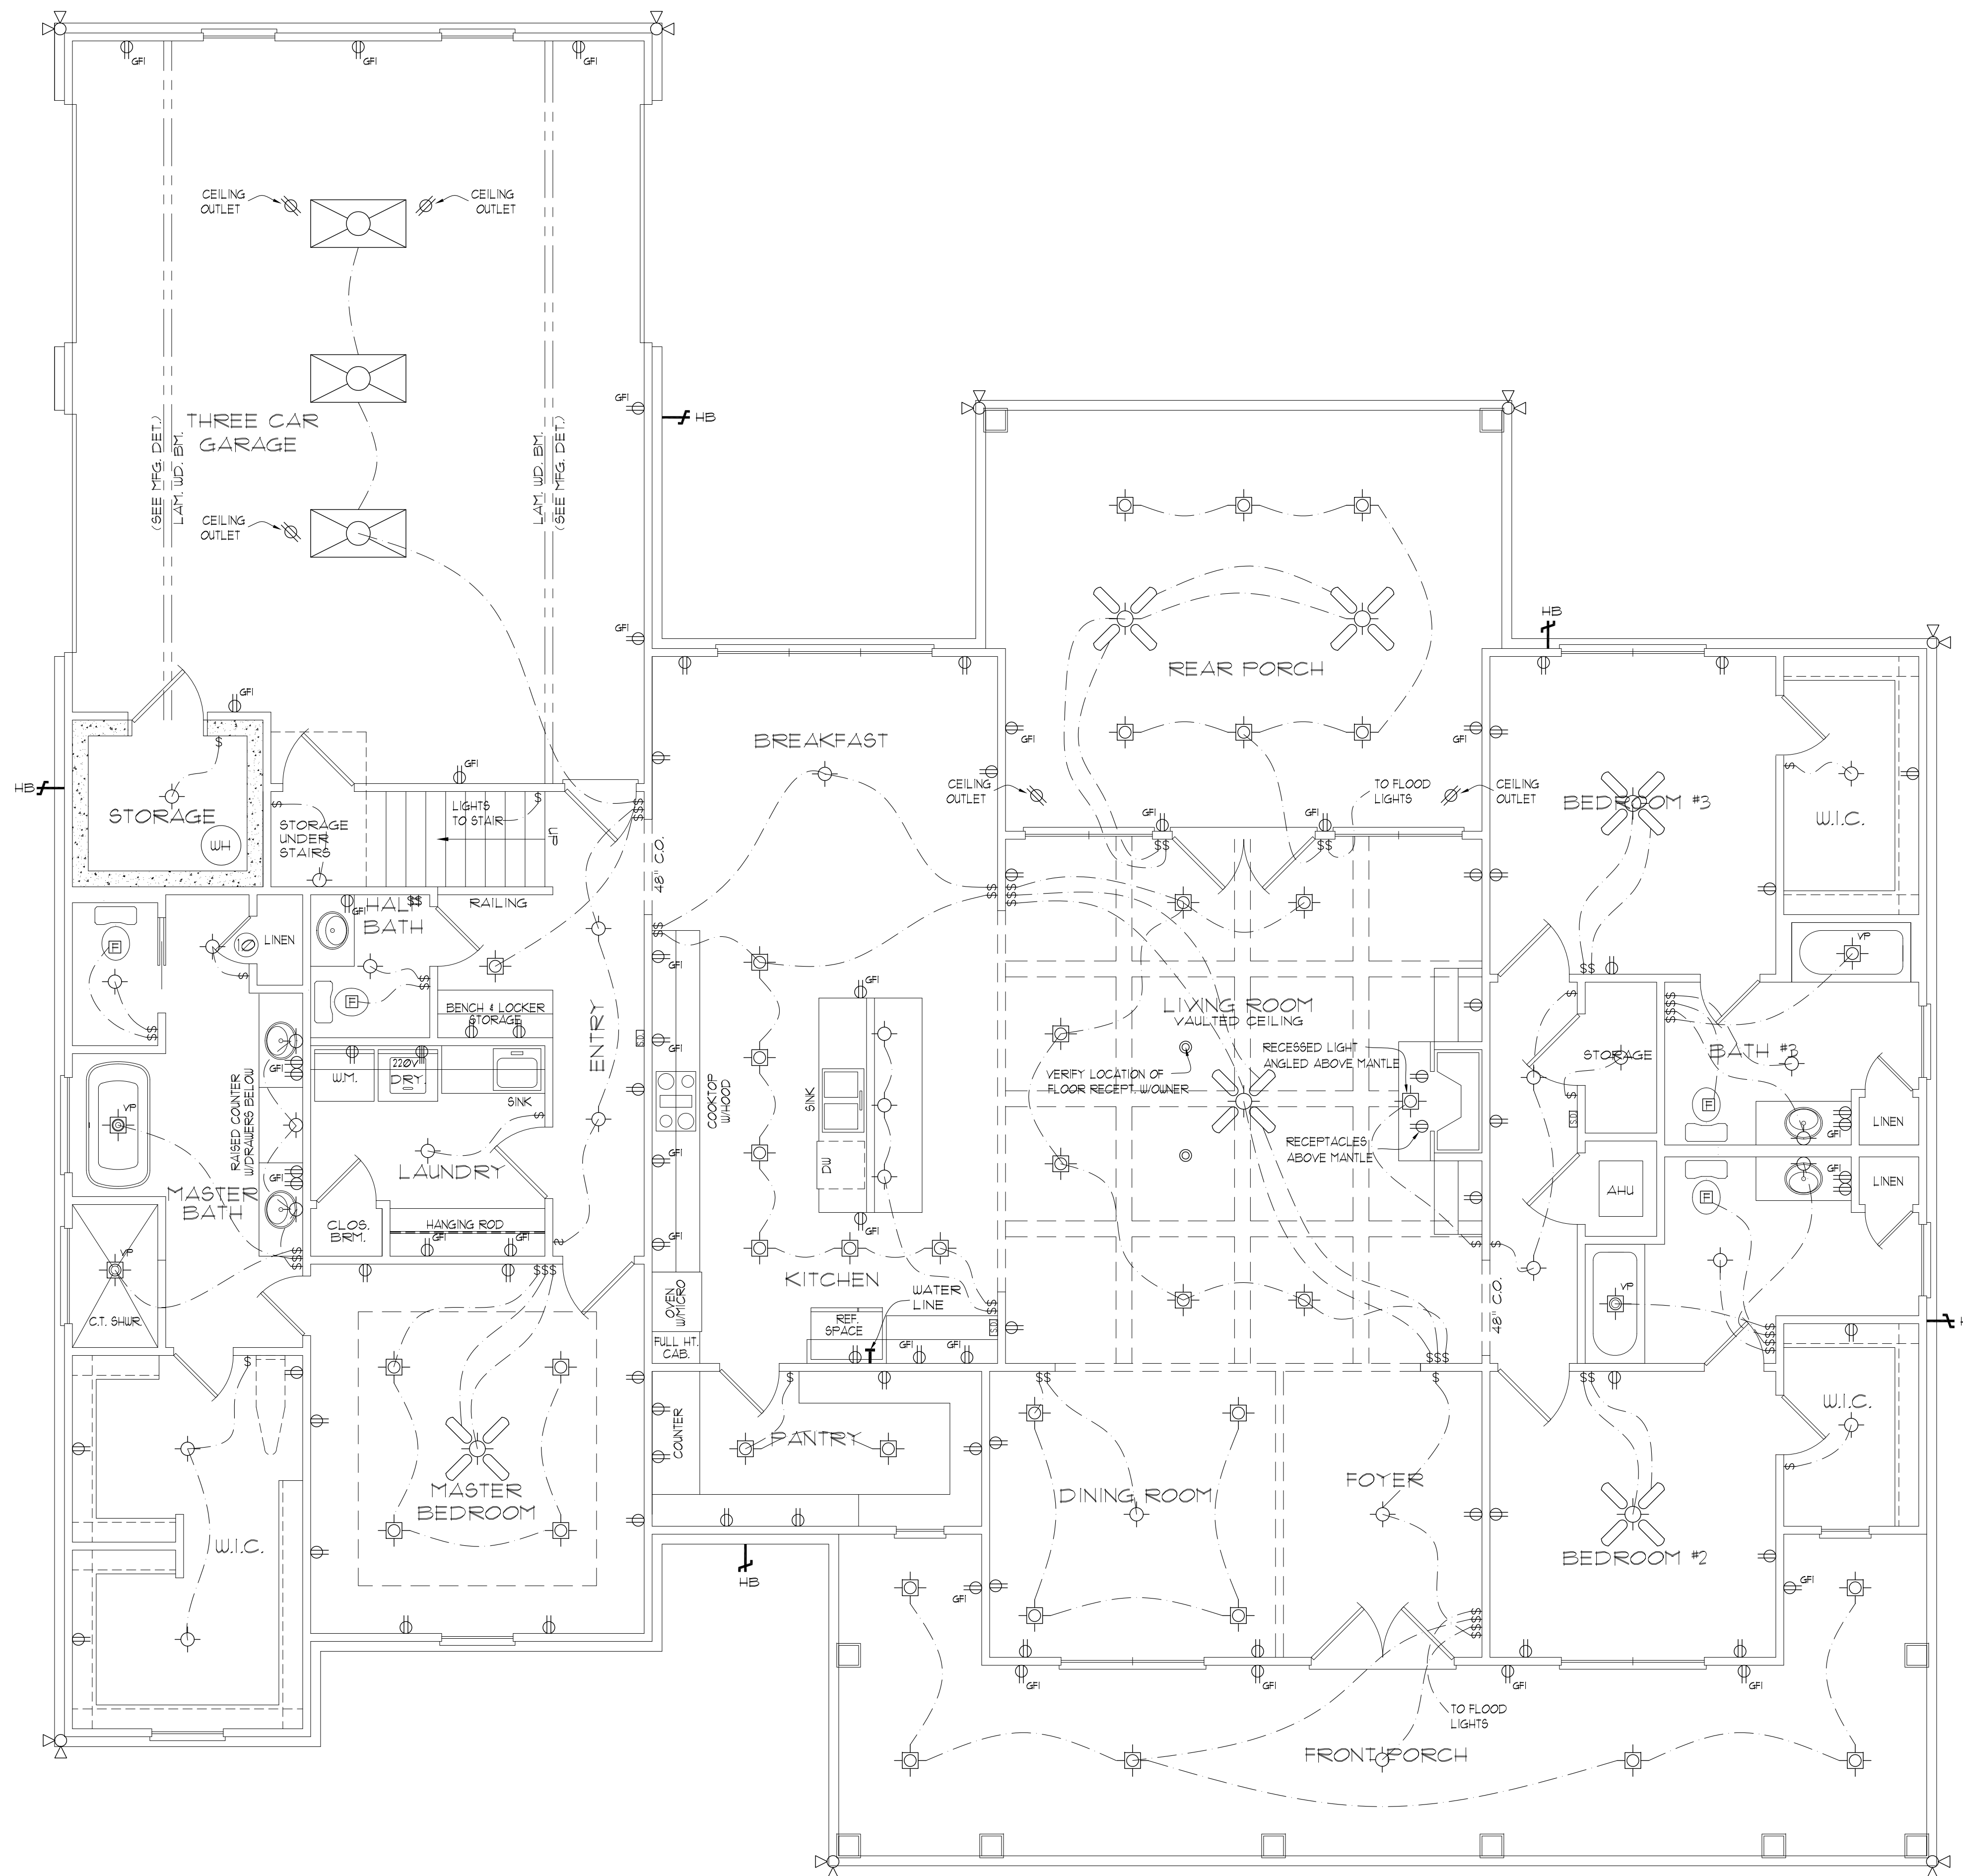 GFI
GFI
GFI
CEILING
OUTLET
CEILING
OUTLET
THREE CAR
GARAGE
(SEE MFG. DET.)
LAM. WD. BM.
LAM. WD. BM.
(SEE MFG. DET.)
CEILING
OUTLET
GFI
HB
GFI
HB
REAR PORCH
GFI
GFI
GFI
BREAKFAST
GFI
HB
STORAGE
WH
STORAGE
UNDER
STAIRS
LIGHTS
TO STAIR
UP
48" C.O.
CEILING
OUTLET
TO FLOOD
LIGHTS
CEILING
OUTLET
GFI
GFI
BEDROOM #3
W.I.C.
HALF
BATH
GFI
RAILING
LINEN
BENCH & LOCKER
STORAGE
ENTRY
S.D.
GFI
GFI
GFI
GFI
GFI
GFI
LIVING ROOM
VAULTED CEILING
RECESSED LIGHT
ANGLED ABOVE MANTLE
VERIFY LOCATION OF
FLOOR RECEPT. W/OWNER
RECEPTACLES
ABOVE MANTLE
VP
STORAGE
BATH #3
S.D.
F
F
F
GFI
LINEN
W.M.
220V
DRY.
SINK
COOKTOP
W/HOOD
SINK
DW
VP
GFI
GFI
RAISED COUNTER
W/DRAWERS BELOW
MASTER
BATH
LAUNDRY
CLOS.
BRM.
HANGING ROD
GFI
GFI
AHU
F
GFI
LINEN
VP
C.T. SHWR.
KITCHEN
OVEN
W/MICRO
FULL HT.
CAB.
REF.
SPACE
WATER
LINE
S.D.
GFI
GFI
48" C.O.
VP
HB
COUNTER
PANTRY
MASTER
BEDROOM
W.I.C.
DINING ROOM
FOYER
BEDROOM #2
W.I.C.
HB
GFI
GFI
GFI
GFI
GFI
GFI
TO FLOOD
LIGHTS
FRONT PORCH